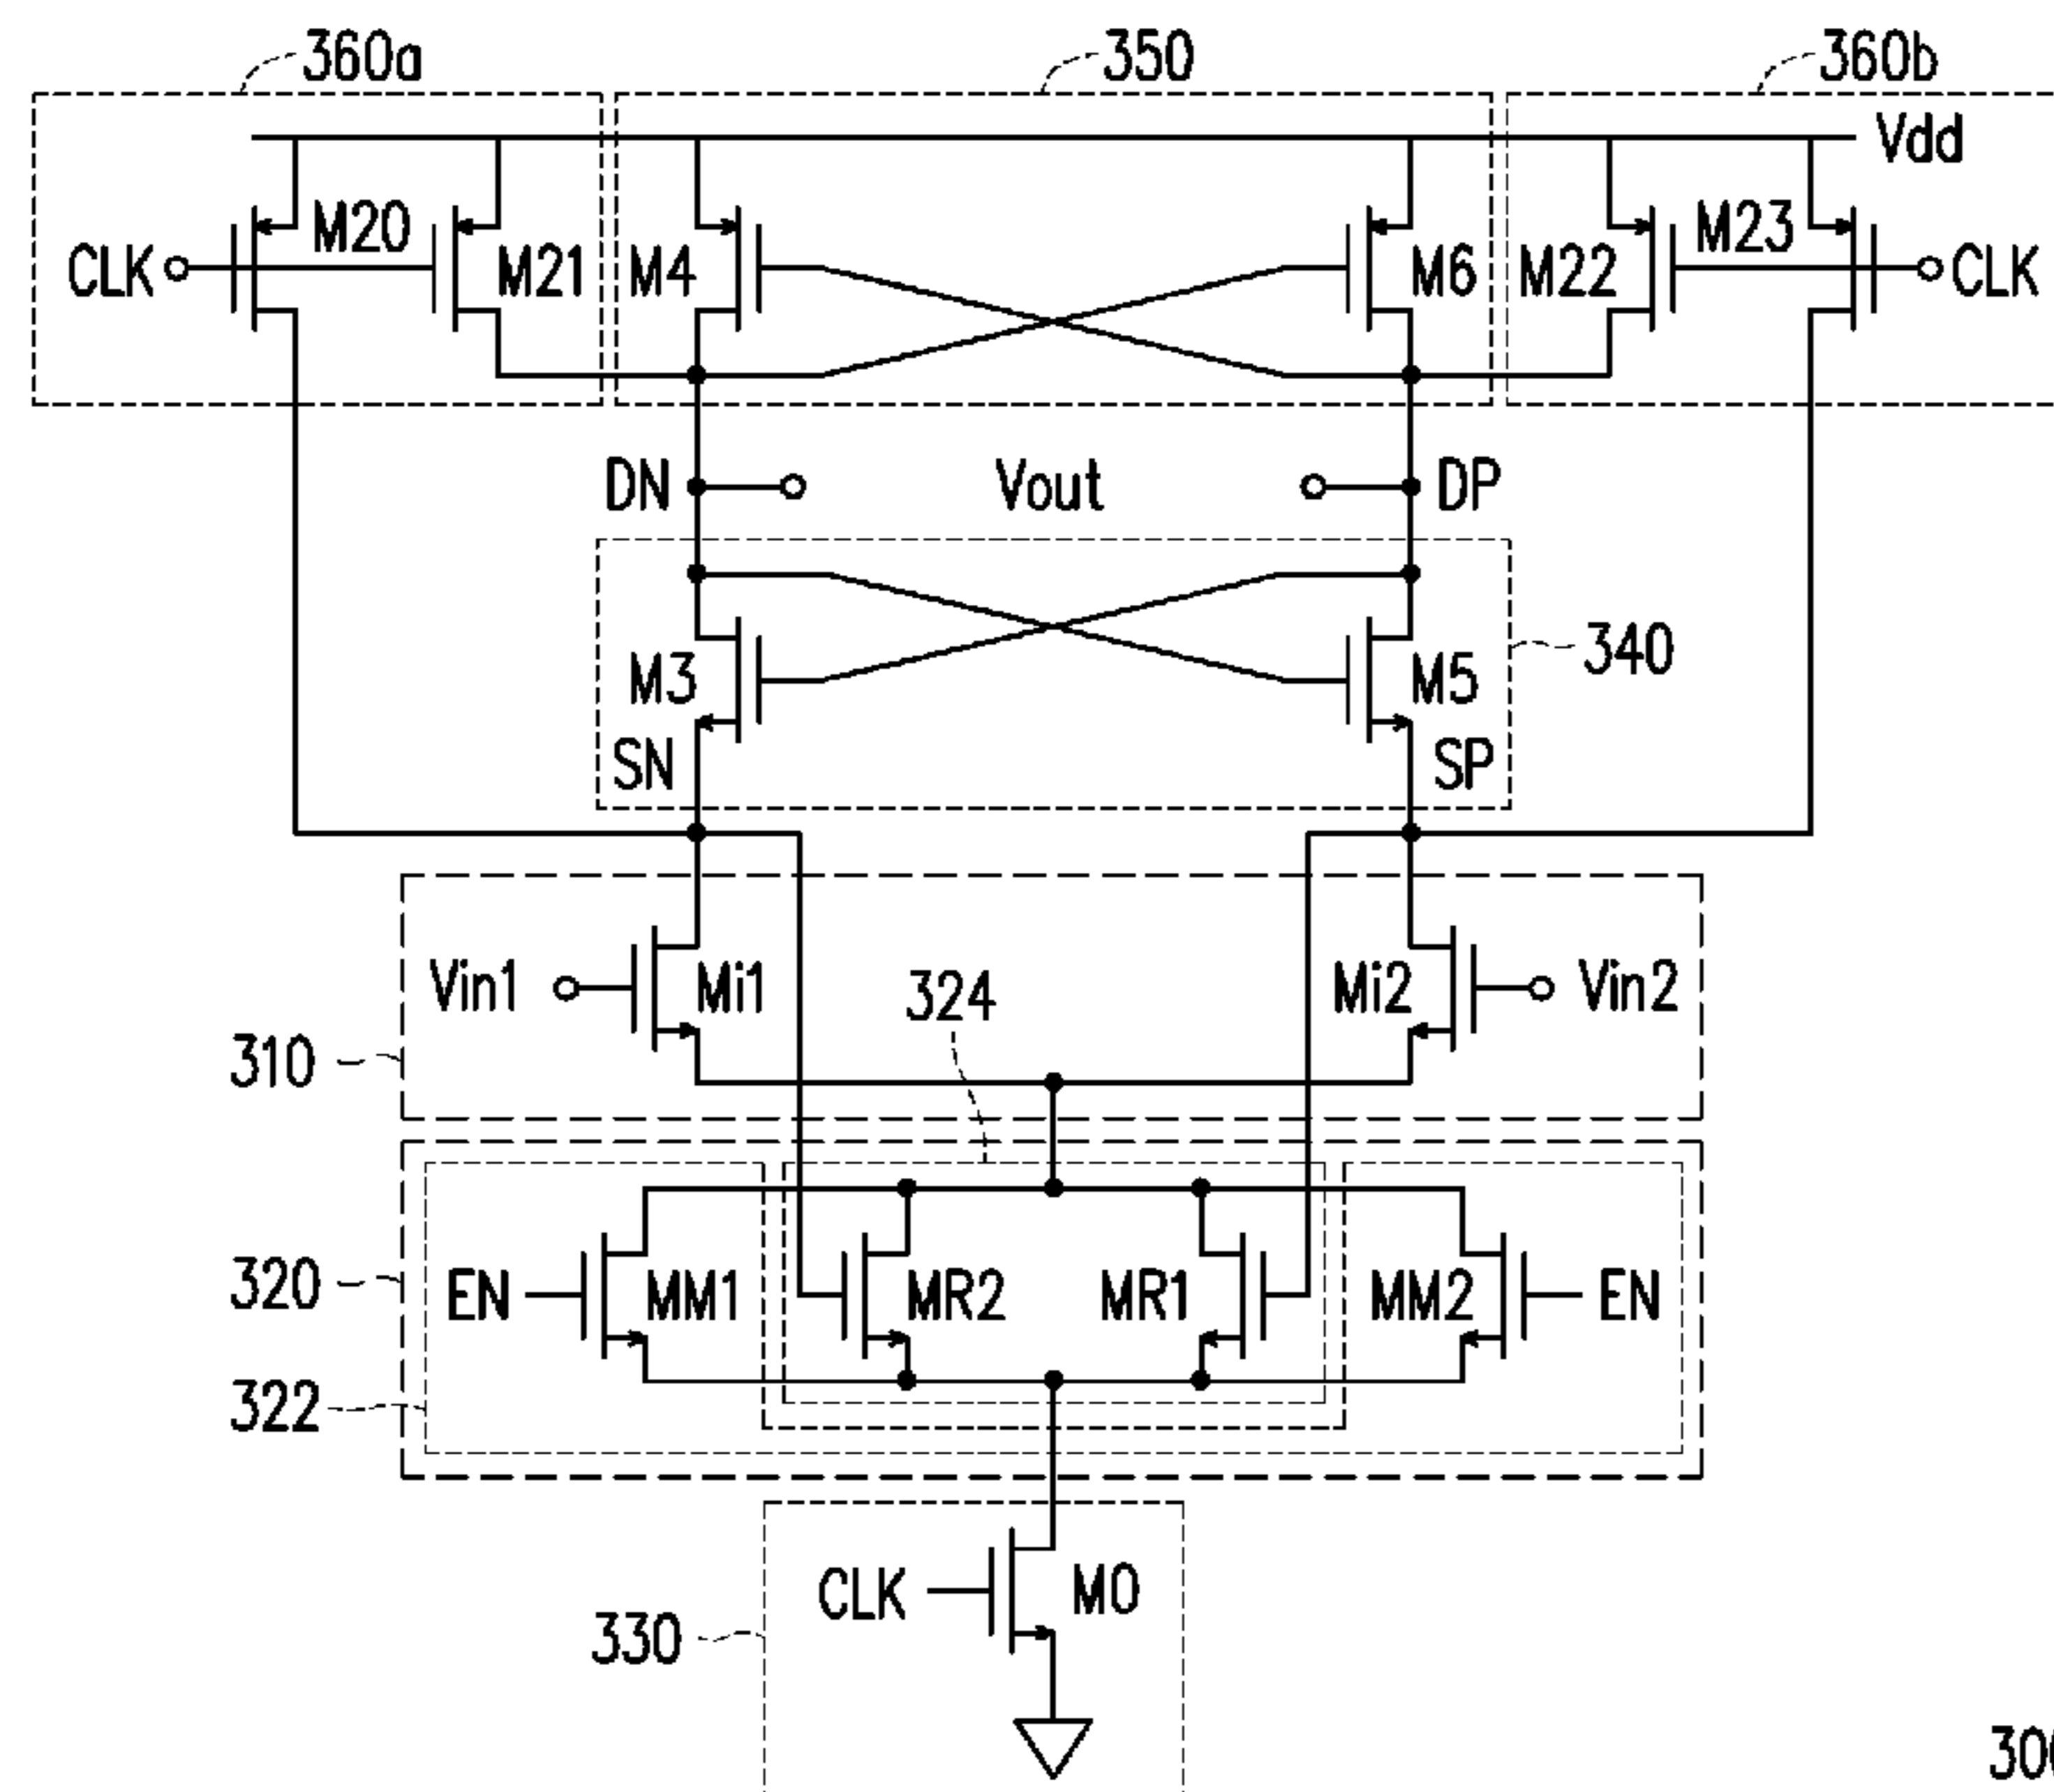 360a 350 360b
Vdd
M20 M23
CLK M21 M4 M6 M22 CLK
DN Vout DP
M3 M5 340
SN SP
Vin1 Mi1 324 Mi2 Vin2
310
320 EN MM1 MR2 MR1 MM2 EN
322
CLK M0
330